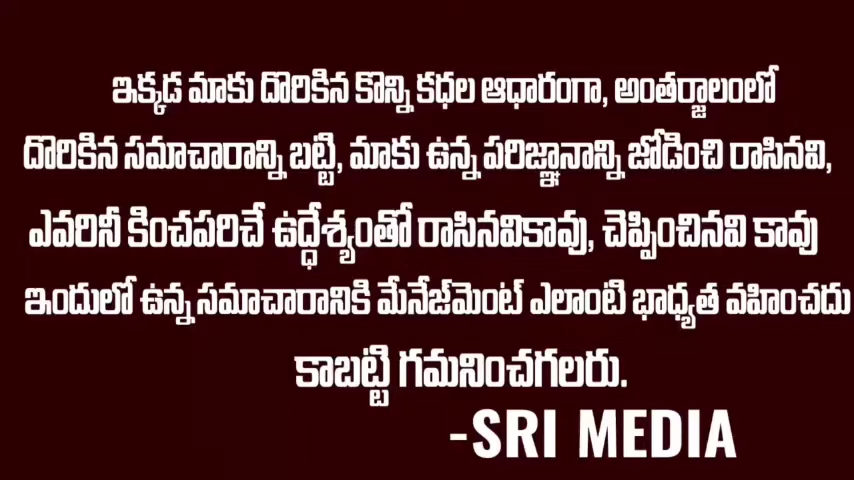 ఇక్కడ మాకు దొరికిన కొన్ని కధల ఆధారంగా, అంతర్జాలంలో
దొరికిన సమాచారాన్ని బట్టి, మాకు ఉన్న పరిజ్ఞానాన్ని జోడించి రాసినవి,
ఎవరినీ కించపరిచే ఉద్ధేశ్యంతో రాసినవికావు, చెప్పించినవి కావు
ఇందులో ఉన్న సమాచారానికి మేనేజ్‌మెంట్ ఎలాంటి భాధ్యత వహించదు
కాబట్టి గమనించగలరు.
-SRI MEDIA